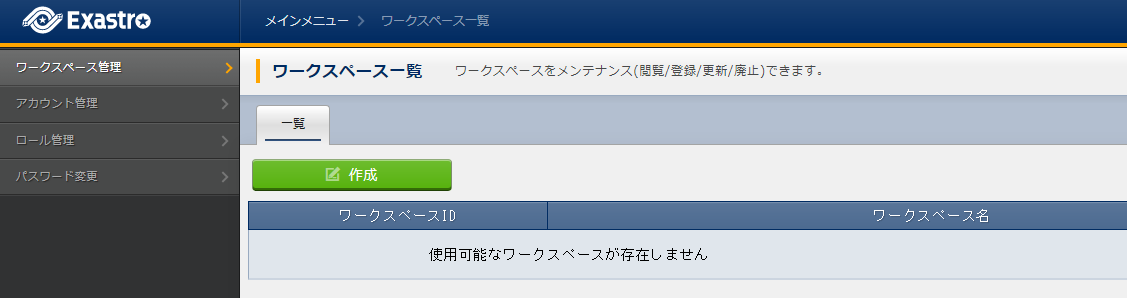 Exastro
メインメニュー
ワークスペース一覧
ワークスペース管理
アカウント管理
ロール管理
パスワード変更
ワークスペース一覧
ワークスペースをメンテナンス(閲覧/登録/更新/廃止)できます。
一覧
作成
ワークスペースID
ワークスペース名
使用可能なワークスペースが存在しません